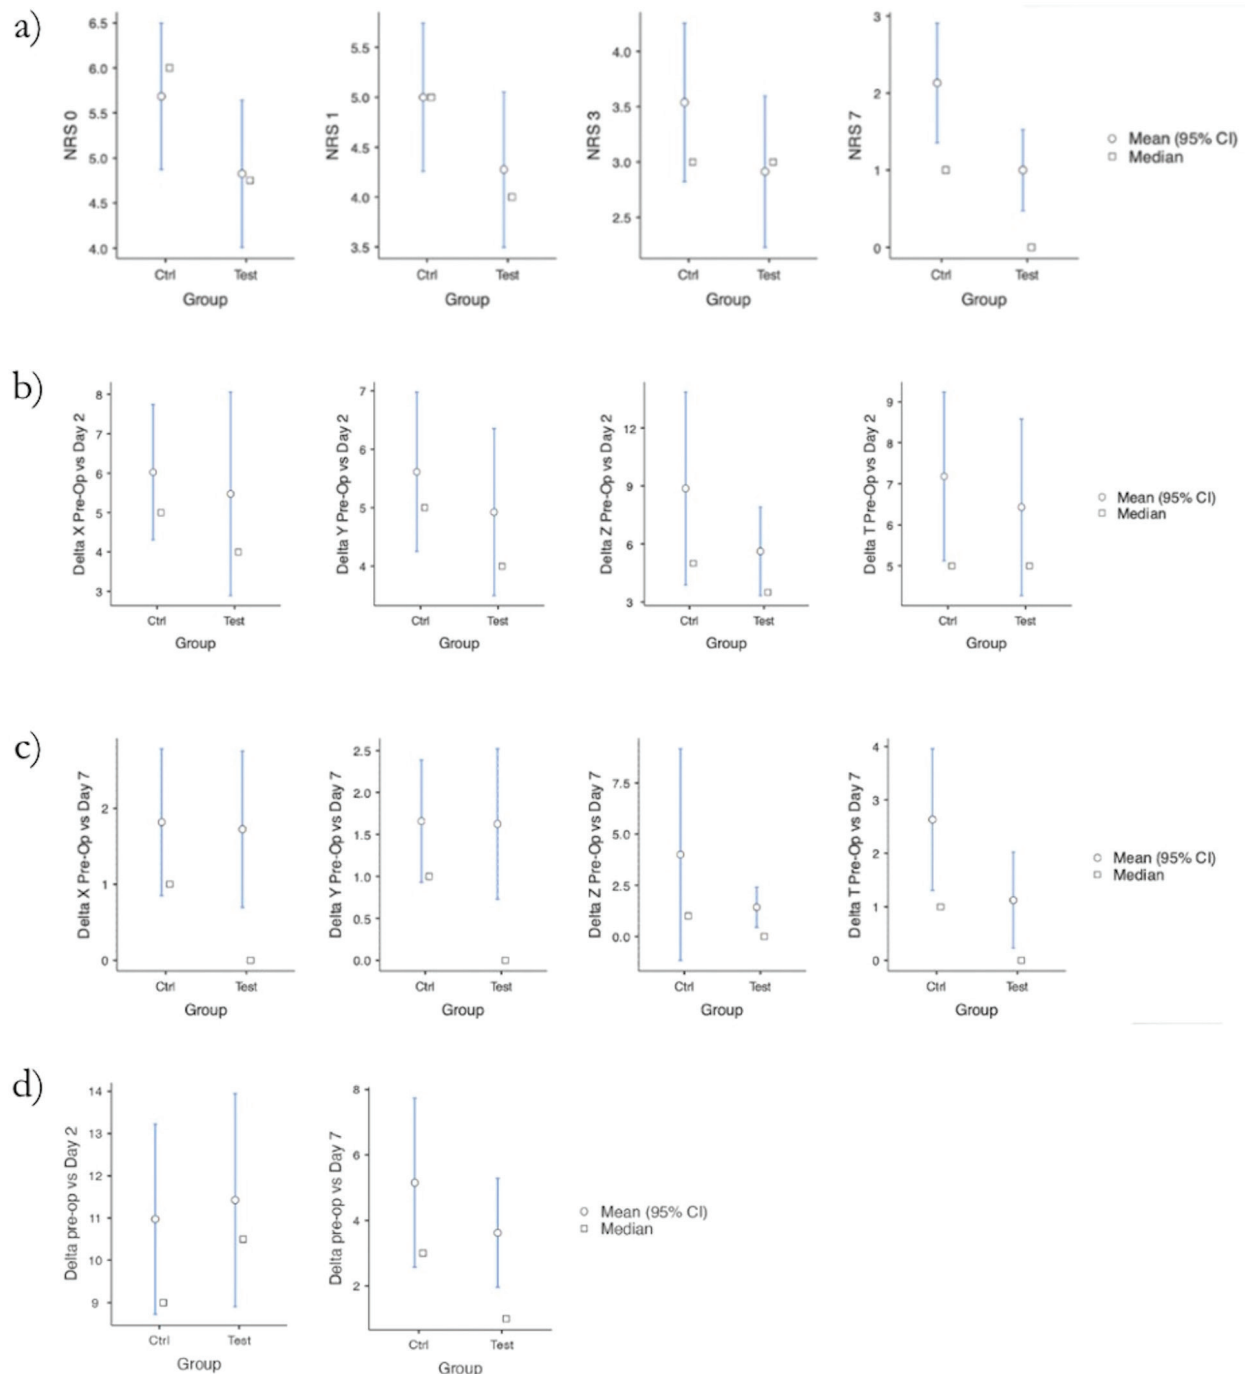 a)
NRS 0
6.5
6.0
5.5
5.0
4.5
4.0
Ctrl Test
Group
NRS 1
5.5
5.0
4.5
4.0
3.5
Ctrl Test
Group
NRS 3
4.0
3.5
3.0
2.5
Ctrl Test
Group
NRS 7
3
2
1
0
Ctrl Test
Group
Mean (95% CI)
Median
b)
Delta X Pre-Op vs Day 2
8
7
6
5
4
3
Ctrl Test
Group
Delta Y Pre-Op vs Day 2
7
6
5
4
Ctrl Test
Group
Delta Z Pre-Op vs Day 2
12
9
6
3
Ctrl Test
Group
Delta T Pre-Op vs Day 2
9
8
7
6
5
Ctrl Test
Group
Mean (95% CI)
Median
c)
Delta X Pre-Op vs Day 7
2
1
0
Ctrl Test
Group
Delta Y Pre-Op vs Day 7
2.5
2.0
1.5
1.0
0.5
0.0
Ctrl Test
Group
Delta Z Pre-Op vs Day 7
7.5
5.0
2.5
0.0
Ctrl Test
Group
Delta T Pre-Op vs Day 7
4
3
2
1
0
Ctrl Test
Group
Mean (95% CI)
Median
d)
Delta pre-op vs Day 2
14
13
12
11
10
9
Ctrl Test
Group
Delta pre-op vs Day 7
8
6
4
2
Ctrl Test
Group
Mean (95% CI)
Median